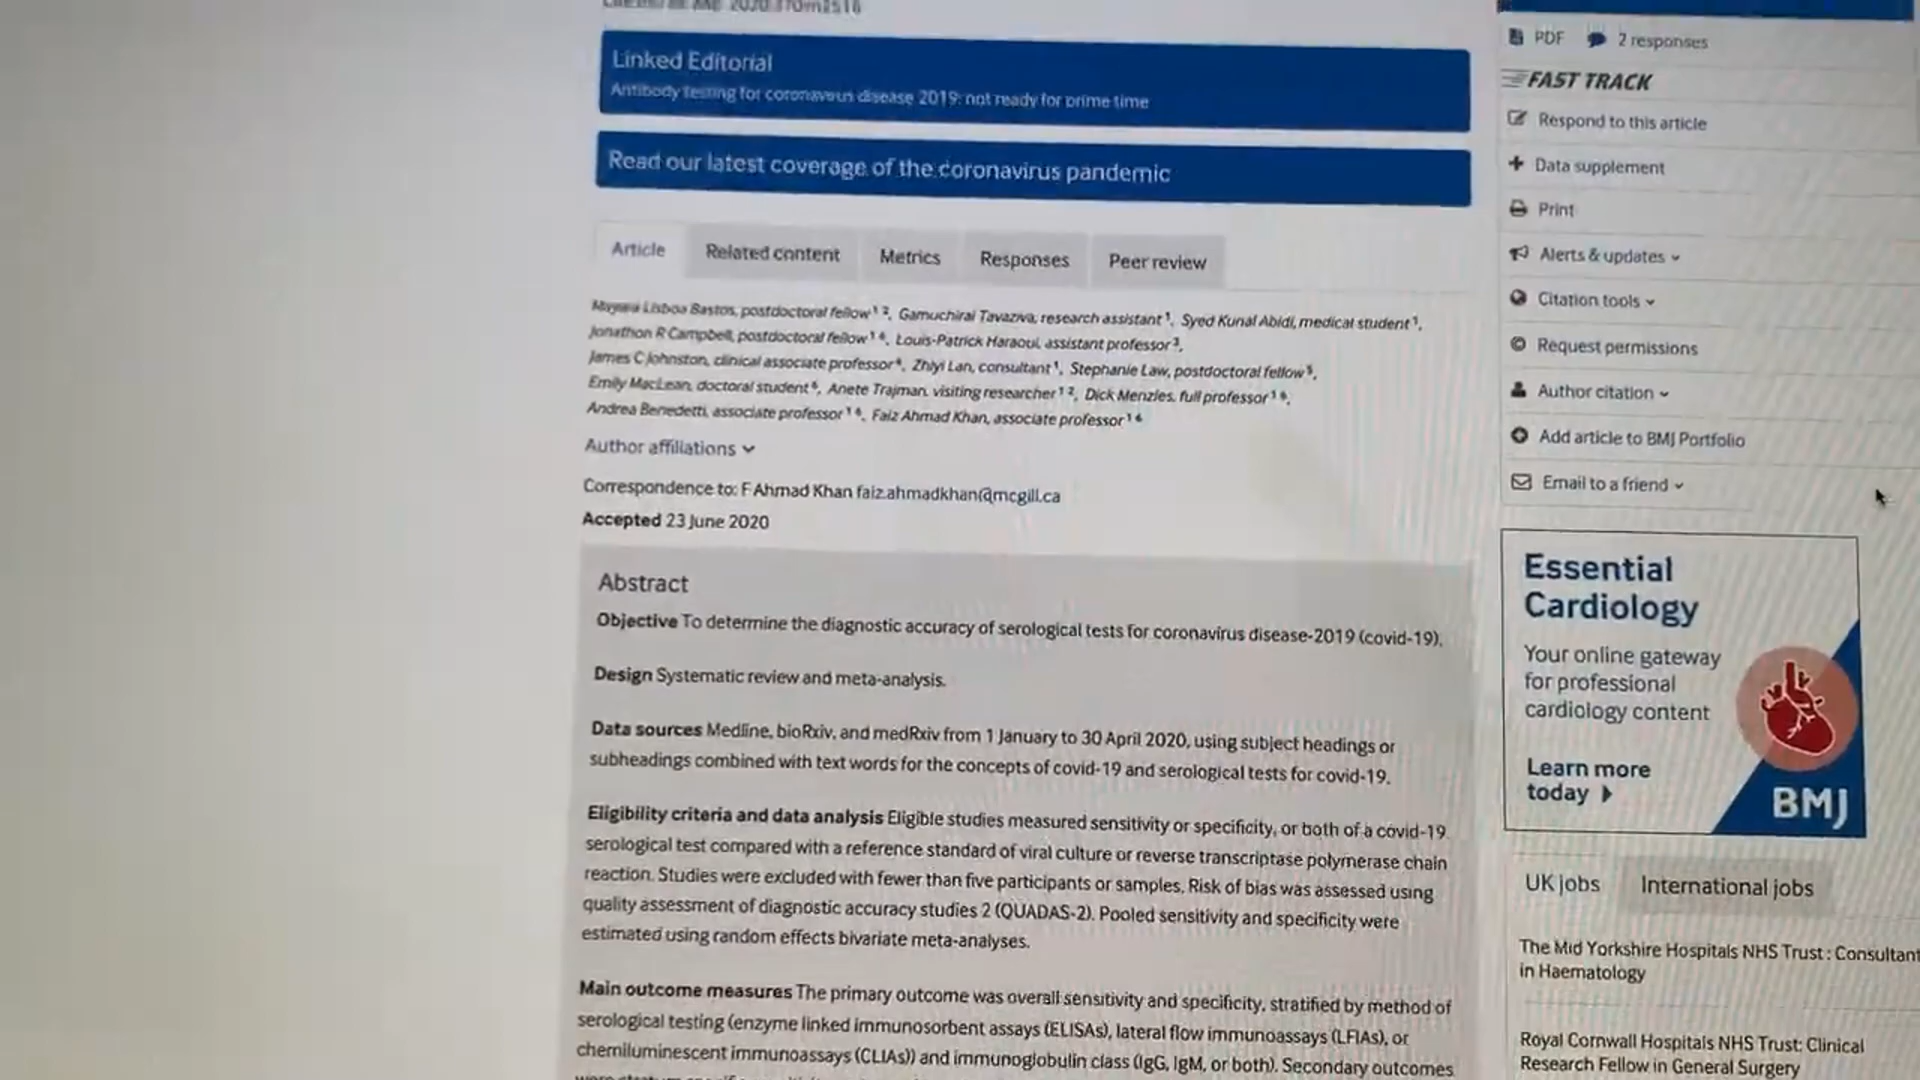 2020;370:m2516
Linked Editorial
Antibody testing for coronavirus disease 2019: not ready for prime time
Read our latest coverage of the coronavirus pandemic
Article Related content Metrics Responses Peer review
Lisboa Bastos, postdoctoral fellow 1 2, Gamuchirai Tavaziva, research assistant 1, Syed Kunal Abidi, medical student 1,
Jonathon R Campbell, postdoctoral fellow 1 4, Louis-Patrick Haraoui, assistant professor 3,
James C Johnston, clinical associate professor 4, Zhiyi Lan, consultant 1, Stephanie Law, postdoctoral fellow 5,
Emily MacLean, doctoral student 6, Anete Trajman, visiting researcher 1 2, Dick Menzies, full professor 1 6,
Andrea Benedetti, associate professor 1 6, Faiz Ahmad Khan, associate professor 1 6
Author affiliations
Correspondence to: F Ahmad Khan faiz.ahmadkhan@mcgill.ca
Accepted 23 June 2020
Abstract
Objective To determine the diagnostic accuracy of serological tests for coronavirus disease-2019 (covid-19).
Design Systematic review and meta-analysis.
Data sources Medline, bioRxiv, and medRxiv from 1 January to 30 April 2020, using subject headings or
subheadings combined with text words for the concepts of covid-19 and serological tests for covid-19.
Eligibility criteria and data analysis Eligible studies measured sensitivity or specificity, or both of a covid-19
serological test compared with a reference standard of viral culture or reverse transcriptase polymerase chain
reaction. Studies were excluded with fewer than five participants or samples. Risk of bias was assessed using
quality assessment of diagnostic accuracy studies 2 (QUADAS-2). Pooled sensitivity and specificity were
estimated using random effects bivariate meta-analyses.
Main outcome measures The primary outcome was overall sensitivity and specificity, stratified by method of
serological testing (enzyme linked immunosorbent assays (ELISAs), lateral flow immunoassays (LFIAs), or
chemiluminescent immunoassays (CLIAs)) and immunoglobulin class (IgG, IgM, or both). Secondary outcomes
PDF 2 responses
FAST TRACK
Respond to this article
Data supplement
Print
Alerts & updates
Citation tools
Request permissions
Author citation
Add article to BMJ Portfolio
Email to a friend
Essential
Cardiology
Your online gateway
for professional
cardiology content
Learn more
today
BMJ
UK jobs International jobs
The Mid Yorkshire Hospitals NHS Trust : Consultant
in Haematology
Royal Cornwall Hospitals NHS Trust: Clinical
Research Fellow in General Surgery